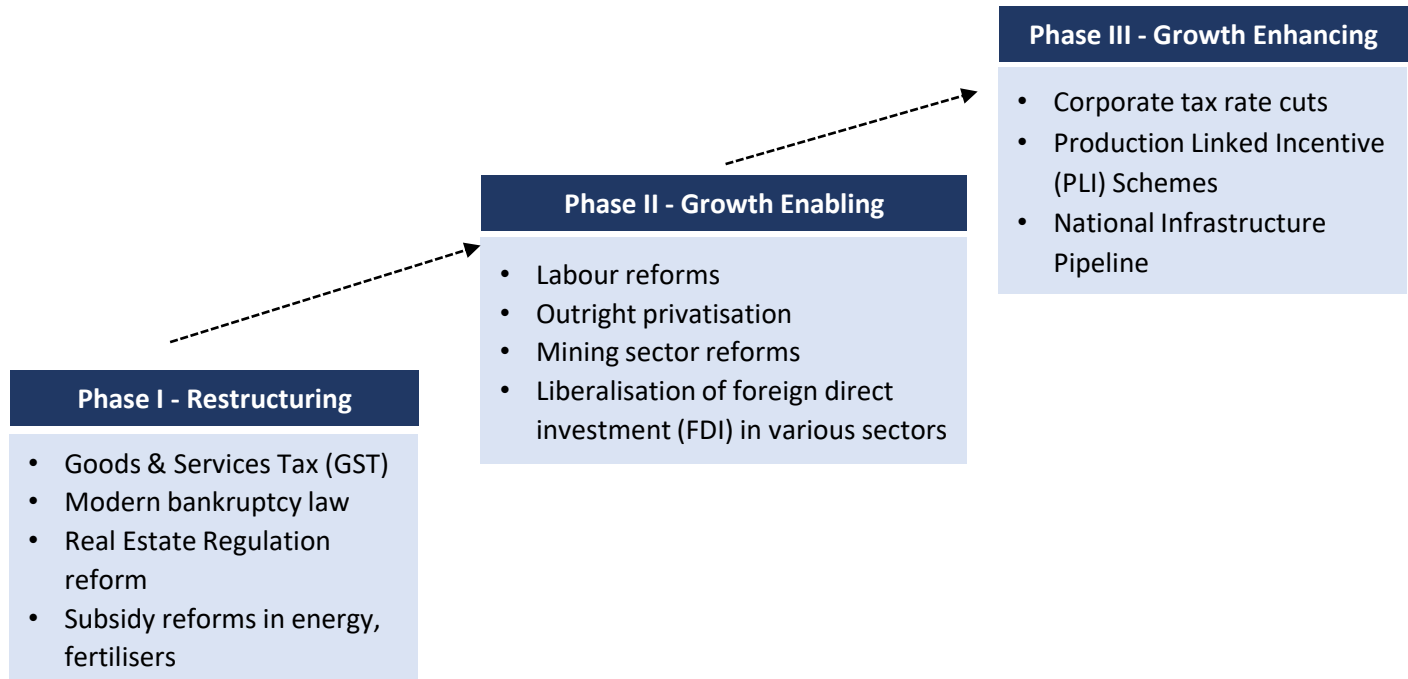 Phase III - Growth Enhancing
• Corporate tax rate cuts
• Production Linked Incentive
(PLI) Schemes
• National Infrastructure
Pipeline
Phase II - Growth Enabling
• Labour reforms
• Outright privatisation
• Mining sector reforms
• Liberalisation of foreign direct
investment (FDI) in various sectors
Phase I - Restructuring
• Goods & Services Tax (GST)
• Modern bankruptcy law
• Real Estate Regulation
reform
• Subsidy reforms in energy,
fertilisers